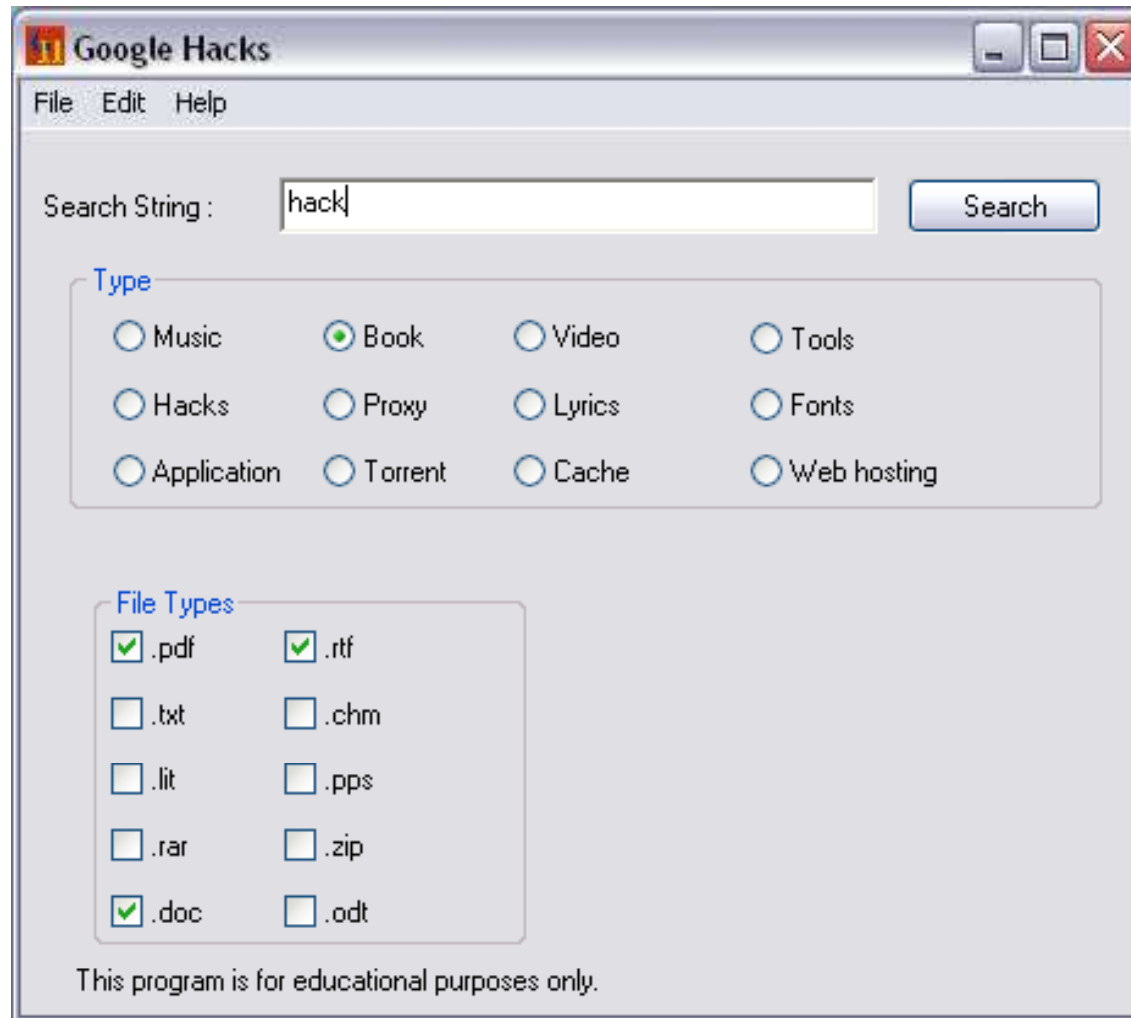 Google Hacks
File Edit Help
Search String : hack Search
Type
Music Book Video Tools
Hacks Proxy Lyrics Fonts
Application Torrent Cache Web hosting
File Types
.pdf .rtf
.txt .chm
.lit .pps
.rar .zip
.doc .odt
This program is for educational purposes only.